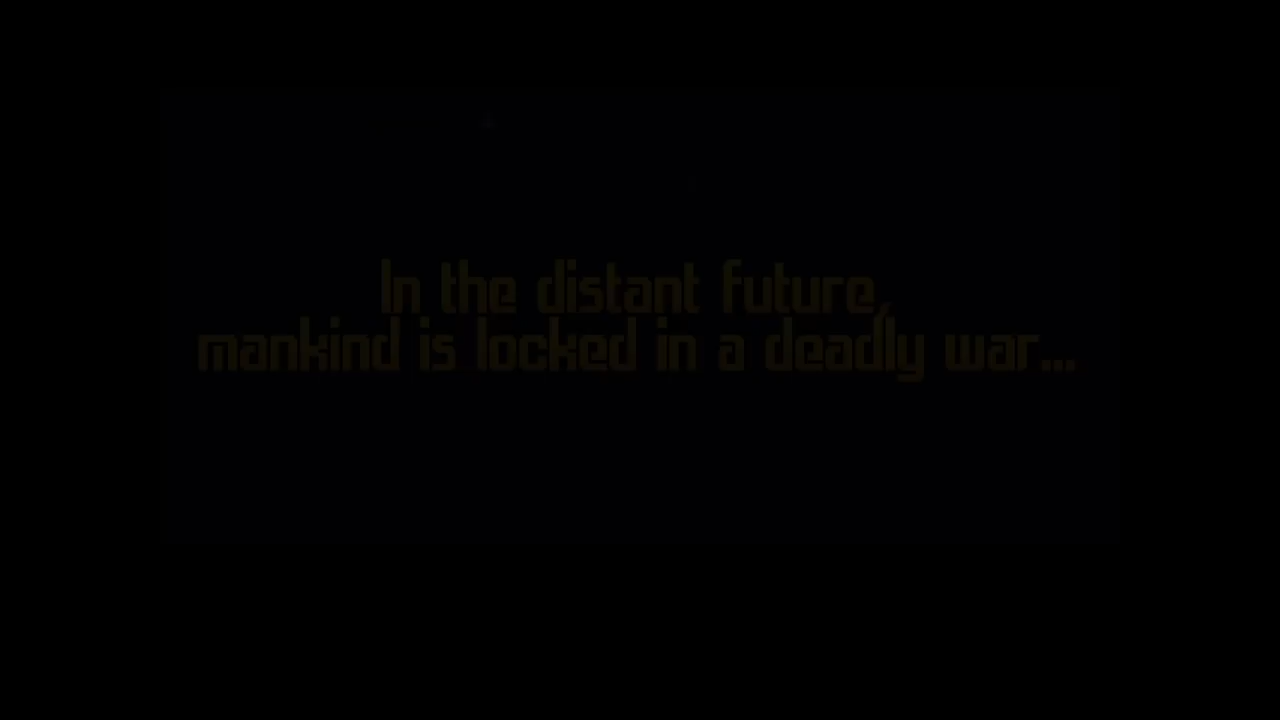 In the distant future,
mankind is locked in a deadly war...